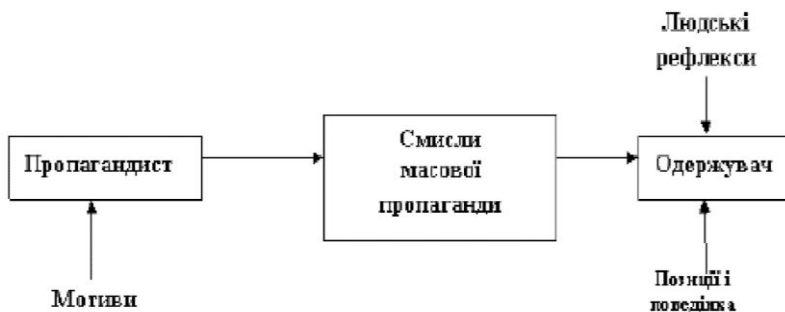 Людські
рефлекси
Пропагандист
Смисли
масової
пропаганди
Одержувач
Мотиви
Позиції і
поведінка